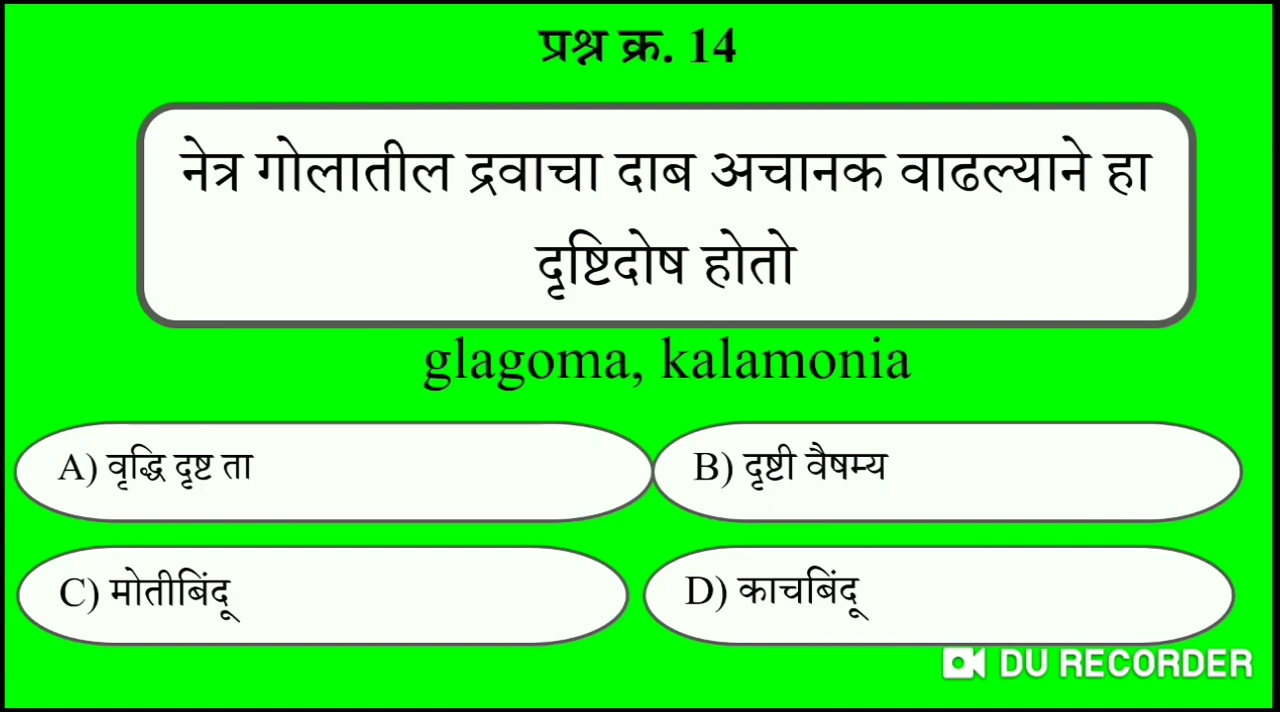 प्रश्न क्र. 14
नेत्र गोलातील द्रवाचा दाब अचानक वाढल्याने हा
दृष्टिदोष होतो
glagoma, kalamonia
A) वृद्धि दृष्ट ता
B) दृष्टी वैषम्य
C) मोतीबिंदू
D) काचबिंदू
DU RECORDER